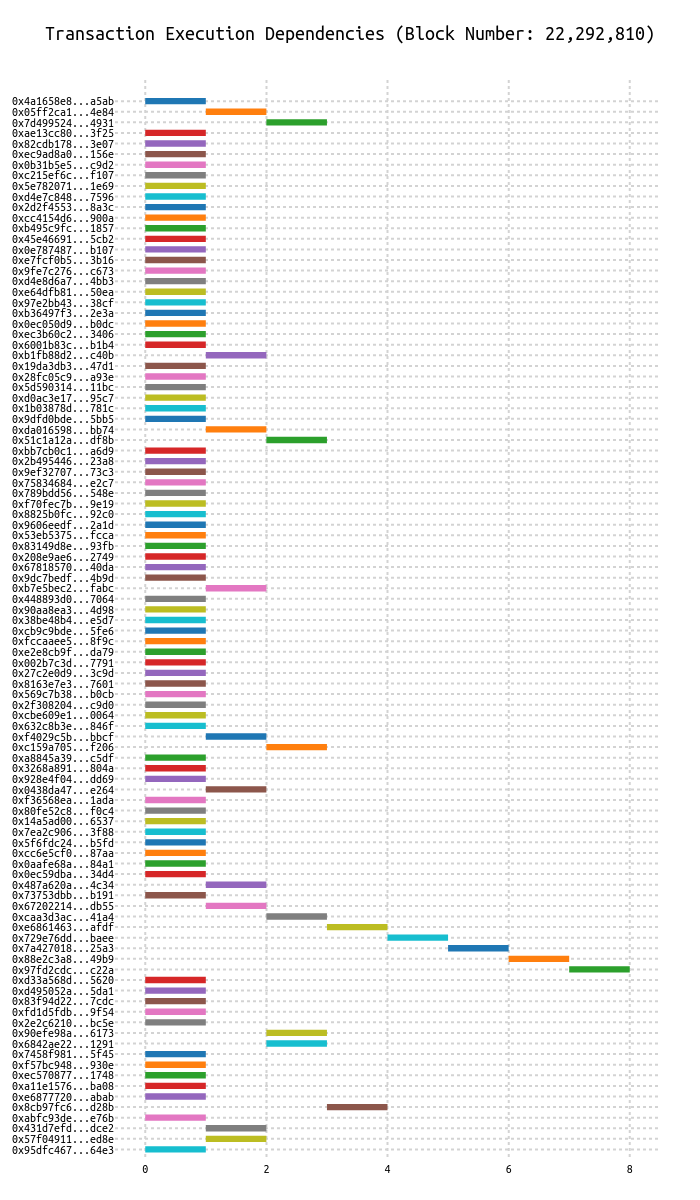 Transaction Execution Dependencies (Block Number: 22,292,810)
0x4a1658e8...a5ab
0x05ff2ca1...4e84
0x7d499524...4931
0xae13cc80...3f25
0x82cdb178...3e07
0xec9ad8a0...156e
0x0b31b5e5...c9d2
0xc215ef6c...f107
0x5e782071...1e69
0xd4e7c848...7596
0x2d2f4553...8a3c
0xcc4154d6...900a
0xb495c9fc...1857
0x45e46691...5cb2
0x0e787487...b107
0xe7fcf0b5...3b16
0x9fe7c276...c673
0xd4e8d6a7...4bb3
0xe64dfb81...50ea
0x97e2bb43...38cf
0xb36497f3...2e3a
0x0ec050d9...b0dc
0xec3b60c2...3406
0x6001b83c...b1b4
0xb1fb88d2...c40b
0x19da3db3...47d1
0x28fc05c9...a93e
0x5d590314...11bc
0xd0ac3e17...95c7
0x1b03878d...781c
0x9dfd0bde...5bb5
0xda016598...bb74
0x51c1a12a...df8b
0xbb7cb0c1...a6d9
0x2b495446...23a8
0x9ef32707...73c3
0x75834684...e2c7
0x789bdd56...548e
0xf70fec7b...9e19
0x8825b0fc...92c0
0x9606eedf...2a1d
0x53eb5375...fcca
0x83149d8e...93fb
0x208e9ae6...2749
0x67818570...40da
0x9dc7bedf...4b9d
0xb7e5bec2...fabc
0x448893d0...7064
0x90aa8ea3...4d98
0x38be48b4...e5d7
0xcb9c9bde...5fe6
0xfccaaee5...8f9c
0xe2e8cb9f...da79
0x002b7c3d...7791
0x27c2e0d9...3c9d
0x8163e7e3...7601
0x569c7b38...b0cb
0x2f308204...c9d0
0xcbe609e1...0064
0x632c8b3e...846f
0xf4029c5b...bbcf
0xc159a705...f206
0xa8845a39...c5df
0x3268a891...804a
0x928e4f04...dd69
0x0438da47...e264
0xf36568ea...1ada
0x80fe52c8...f0c4
0x14a5ad00...6537
0x7ea2c906...3f88
0x5f6fdc24...b5fd
0xcc6e5cf0...87aa
0x0aafe68a...84a1
0x0ec59dba...34d4
0x487a620a...4c34
0x73753dbb...b191
0x67202214...db55
0xcaa3d3ac...41a4
0xe6861463...afdf
0x729e76dd...baee
0x7a427018...25a3
0x88e2c3a8...49b9
0x97fd2cdc...c22a
0xd33a568d...5620
0xd495052a...5da1
0x83f94d22...7cdc
0xfd1d5fdb...9f54
0x2e2c6210...bc5e
0x90efe98a...6173
0x6842ae22...1291
0x7458f981...5f45
0xf57bc948...930e
0xec570877...1748
0xa11e1576...ba08
0xe6877720...abab
0x8cb97fc6...d28b
0xabfc93de...e76b
0x431d7efd...dce2
0x57f04911...ed8e
0x95dfc467...64e3
0 2 4 6 8